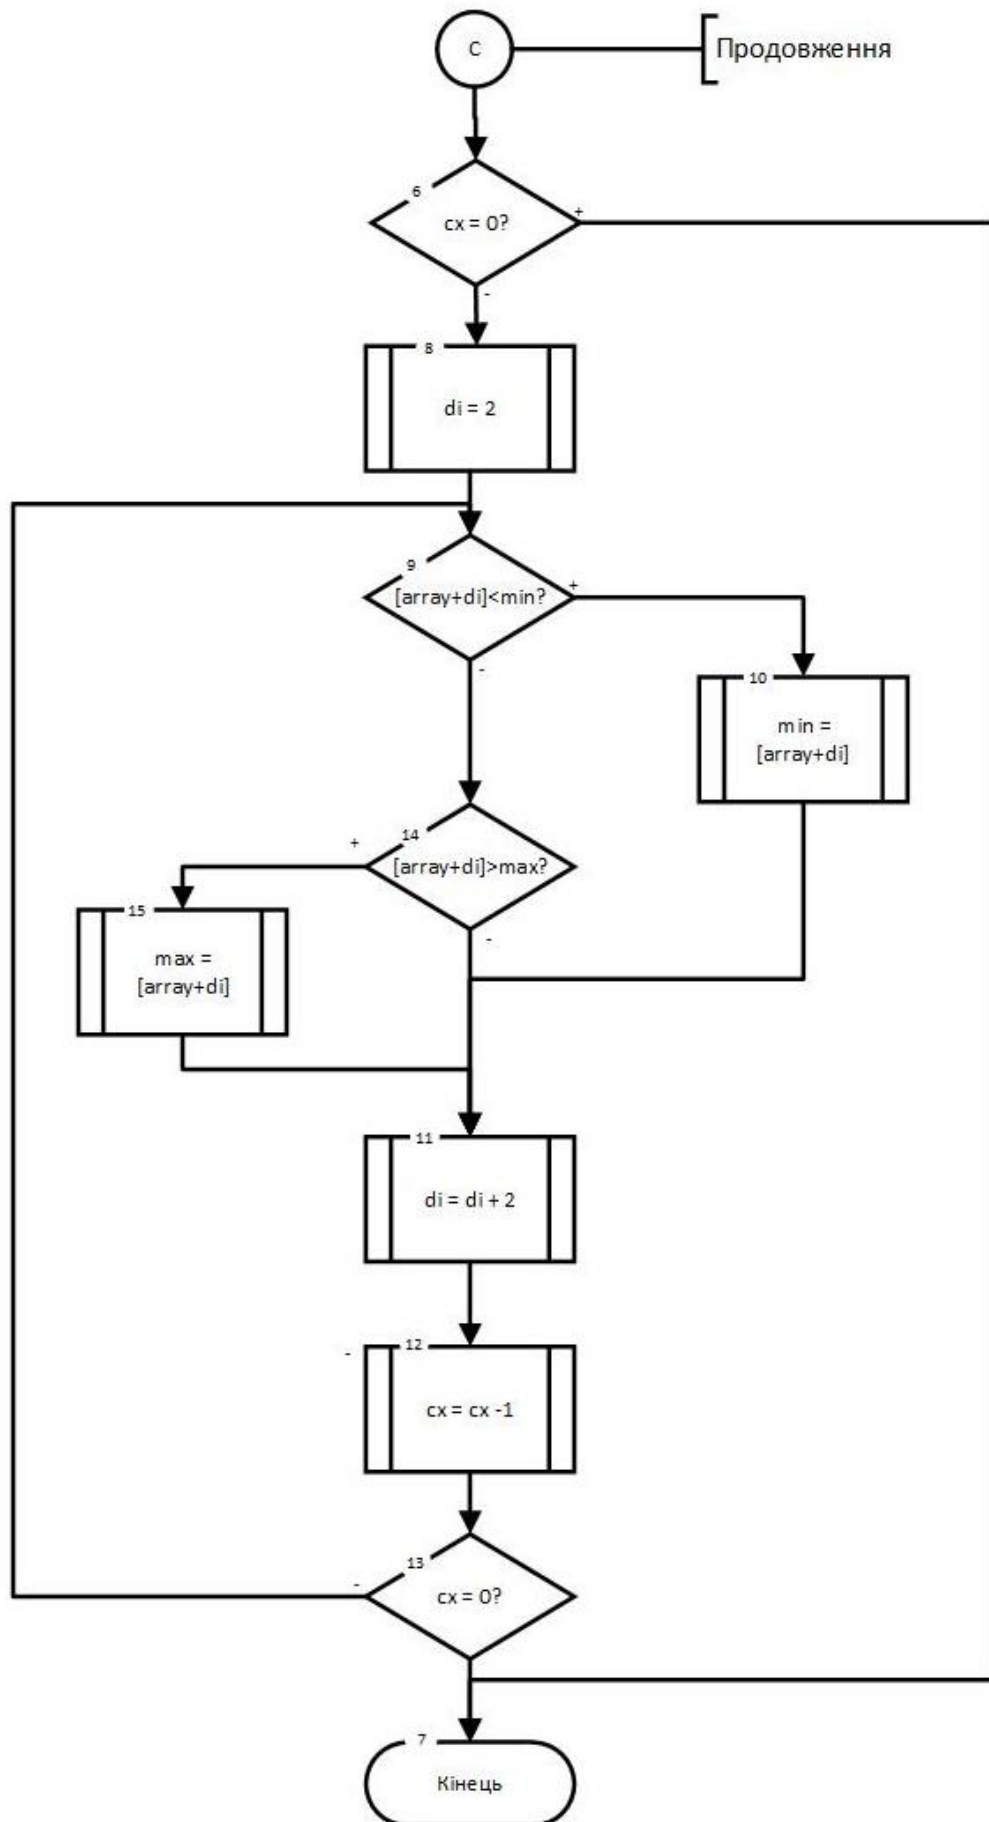 C
Продовження
6
cx = 0?
+
-
8
di = 2
9
[array+di]<min?
+
-
10
min =
[array+di]
14
+
[array+di]>max?
-
15
max =
[array+di]
11
di = di + 2
12
-
cx = cx -1
13
-
cx = 0?
7
Кінець